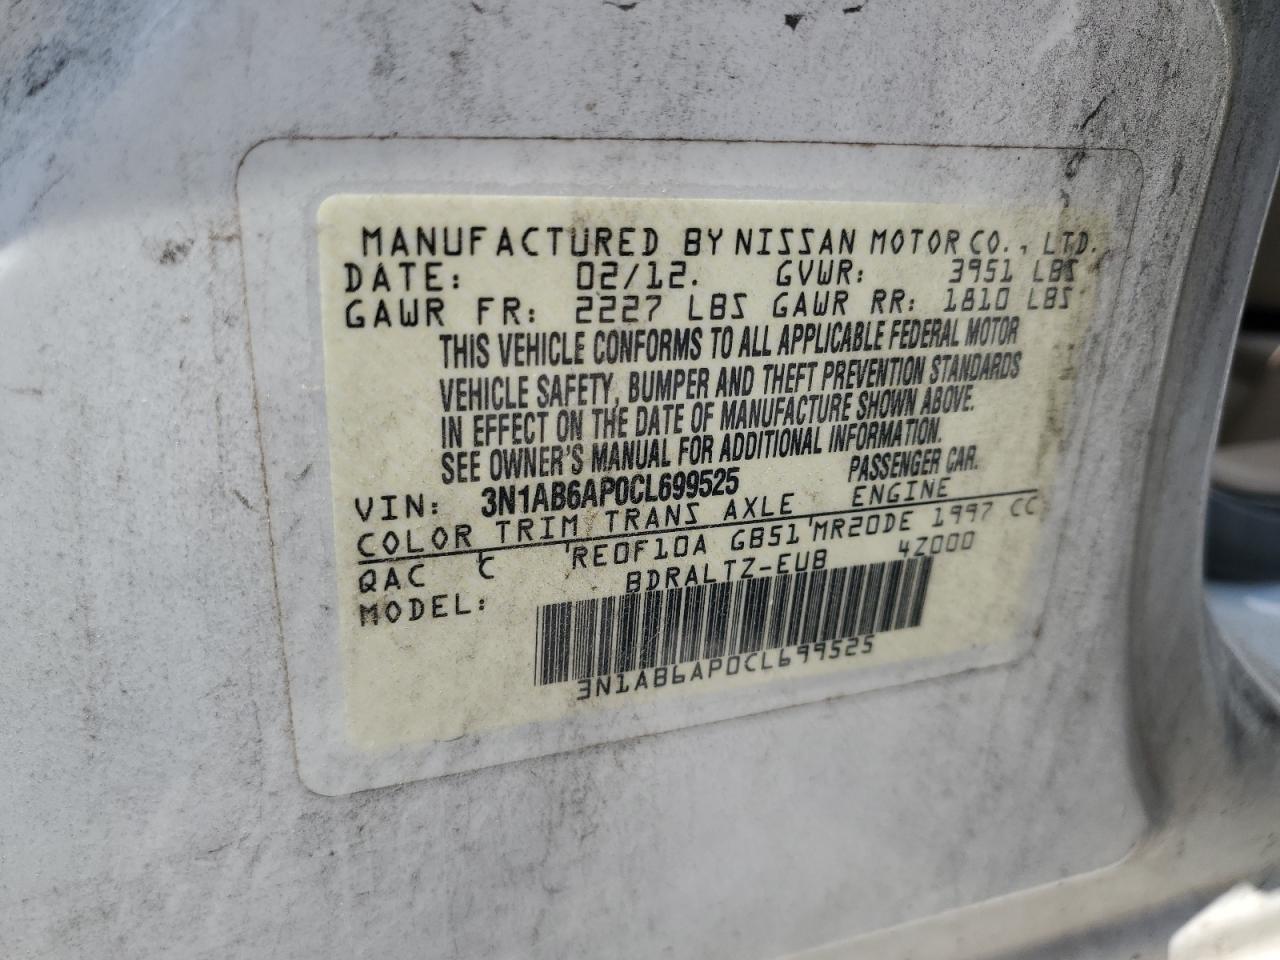 MANUFACTURED BY NISSAN MOTOR CO., LTD.
DATE: 02/12. GVWR: 3951 LBS
GAWR FR: 2227 LBS GAWR RR: 1810 LBS
THIS VEHICLE CONFORMS TO ALL APPLICABLE FEDERAL MOTOR
VEHICLE SAFETY, BUMPER AND THEFT PREVENTION STANDARDS
IN EFFECT ON THE DATE OF MANUFACTURE SHOWN ABOVE.
SEE OWNER'S MANUAL FOR ADDITIONAL INFORMATION.
VIN: 3N1AB6AP0CL699525 PASSENGER CAR.
COLOR TRIM TRANS AXLE ENGINE
QAC C RE0F10A GB51 MR20DE 1997 CC
MODEL: BDRALTZ-EUB 4Z000
3N1AB6AP0CL699525